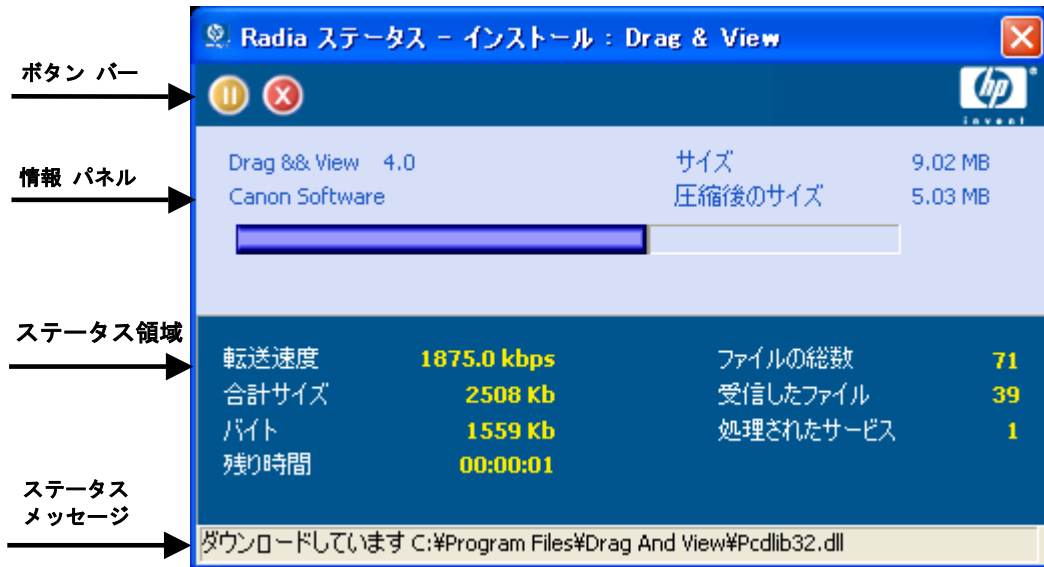 Radia ステータス - インストール : Drag & View
ボタン バー
hp
invent
情報 パネル
Drag && View 4.0
サイズ 9.02 MB
Canon Software
圧縮後のサイズ 5.03 MB
ステータス領域
転送速度 1875.0 kbps
ファイルの総数 71
合計サイズ 2508 Kb
受信したファイル 39
バイト 1559 Kb
処理されたサービス 1
残り時間 00:00:01
ステータス
メッセージ
ダウンロードしています C:¥Program Files¥Drag And View¥Pcdlib32.dll